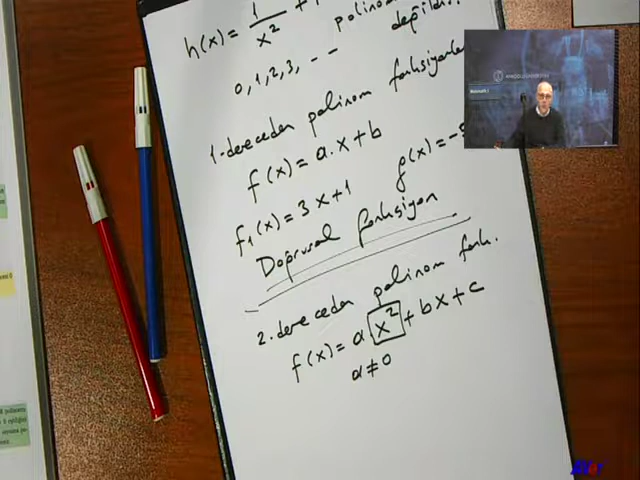 h(x) = 1/x² +
polinom
değildir.
0, 1, 2, 3, - -
1-dereceden polinom fonksiyonlar
f(x) = a.x + b
f₁(x) = 3x + 1
g(x) = -
Doğrusal fonksiyon
2. dereceden polinom fonk.
f(x) = a x² + bx + c
a ≠ 0